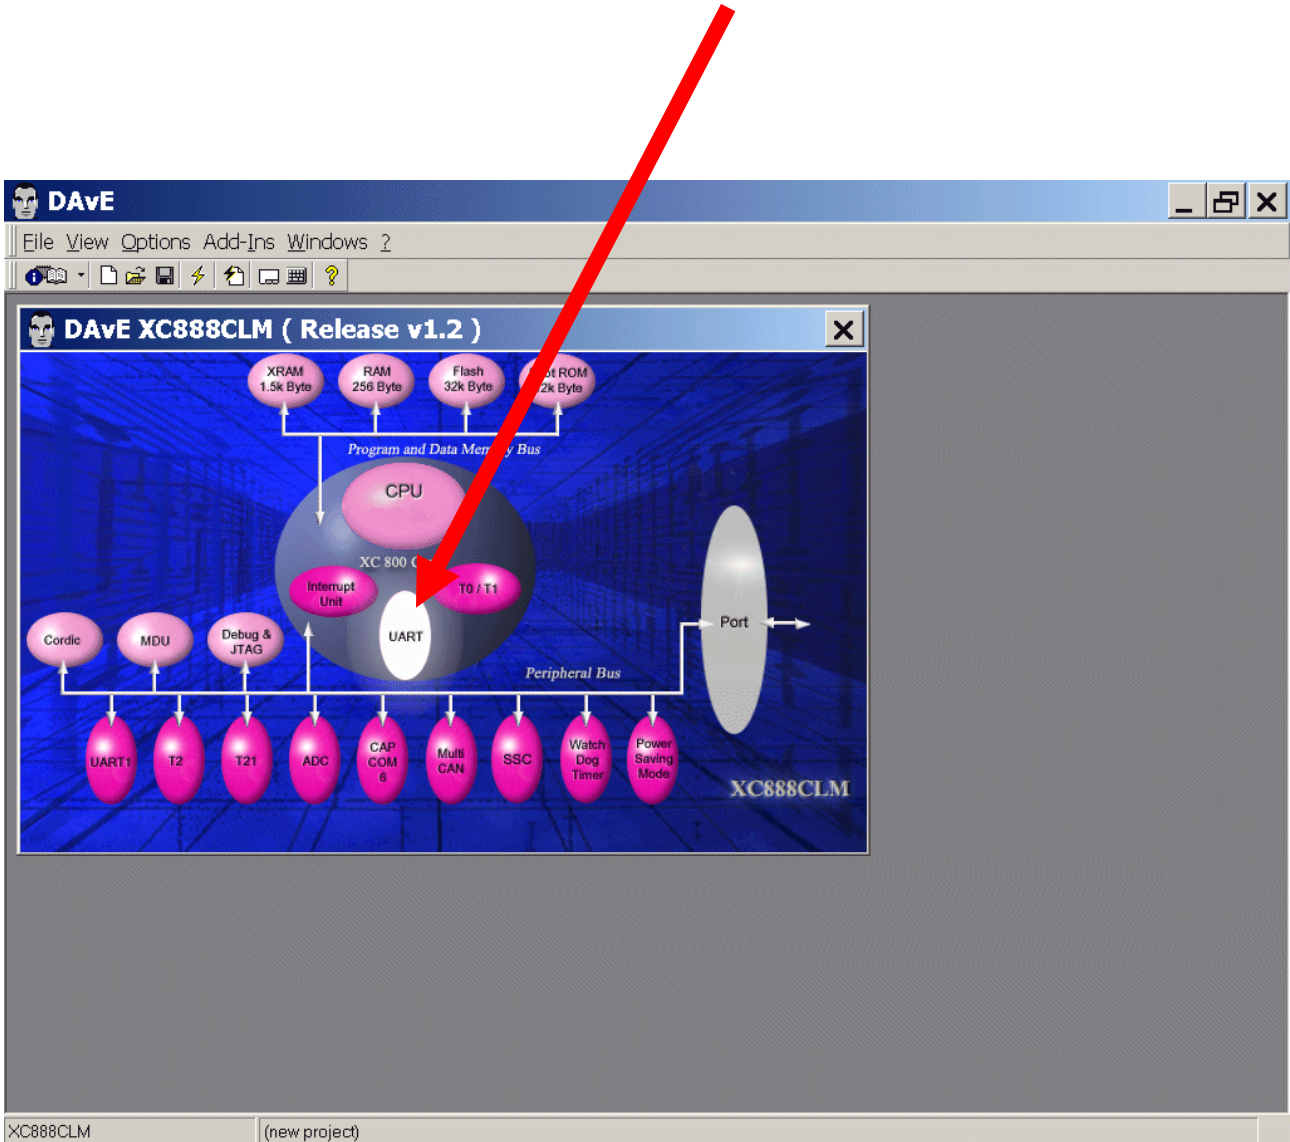 DAvE
File View Options Add-Ins Windows ?
DAvE XC888CLM ( Release v1.2 )
XRAM
1.5k Byte
RAM
256 Byte
Flash
32k Byte
ROM
Byte
Program and Data Bus
CPU
XC 800
Interrupt
Unit
T0 / T1
UART
Cordic
MDU
Debug &
JTAG
Port
Peripheral Bus
UART1
T2
T21
ADC
CAP
COM
6
Multi
CAN
SSC
Watch
Dog
Timer
Power
Saving
Mode
XC888CLM
XC888CLM
(new project)